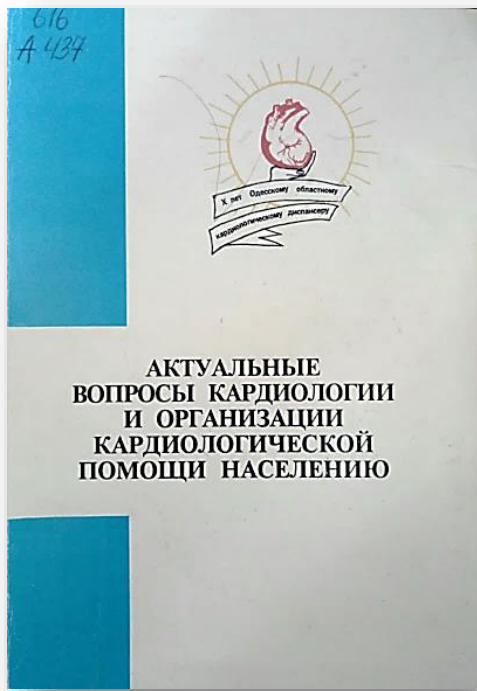 616
А 437
X лет Одесскому областному
кардиологическому диспансеру
АКТУАЛЬНЫЕ
ВОПРОСЫ КАРДИОЛОГИИ
И ОРГАНИЗАЦИИ
КАРДИОЛОГИЧЕСКОЙ
ПОМОЩИ НАСЕЛЕНИЮ